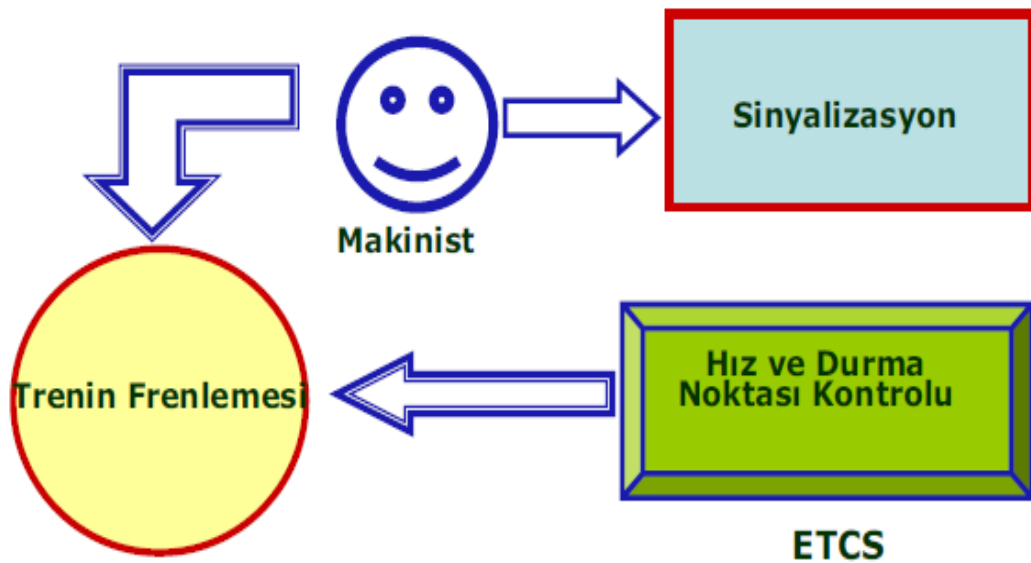 Sinyalizasyon
Makinist
Trenin Frenlemesi
Hız ve Durma
Noktası Kontrolu
ETCS